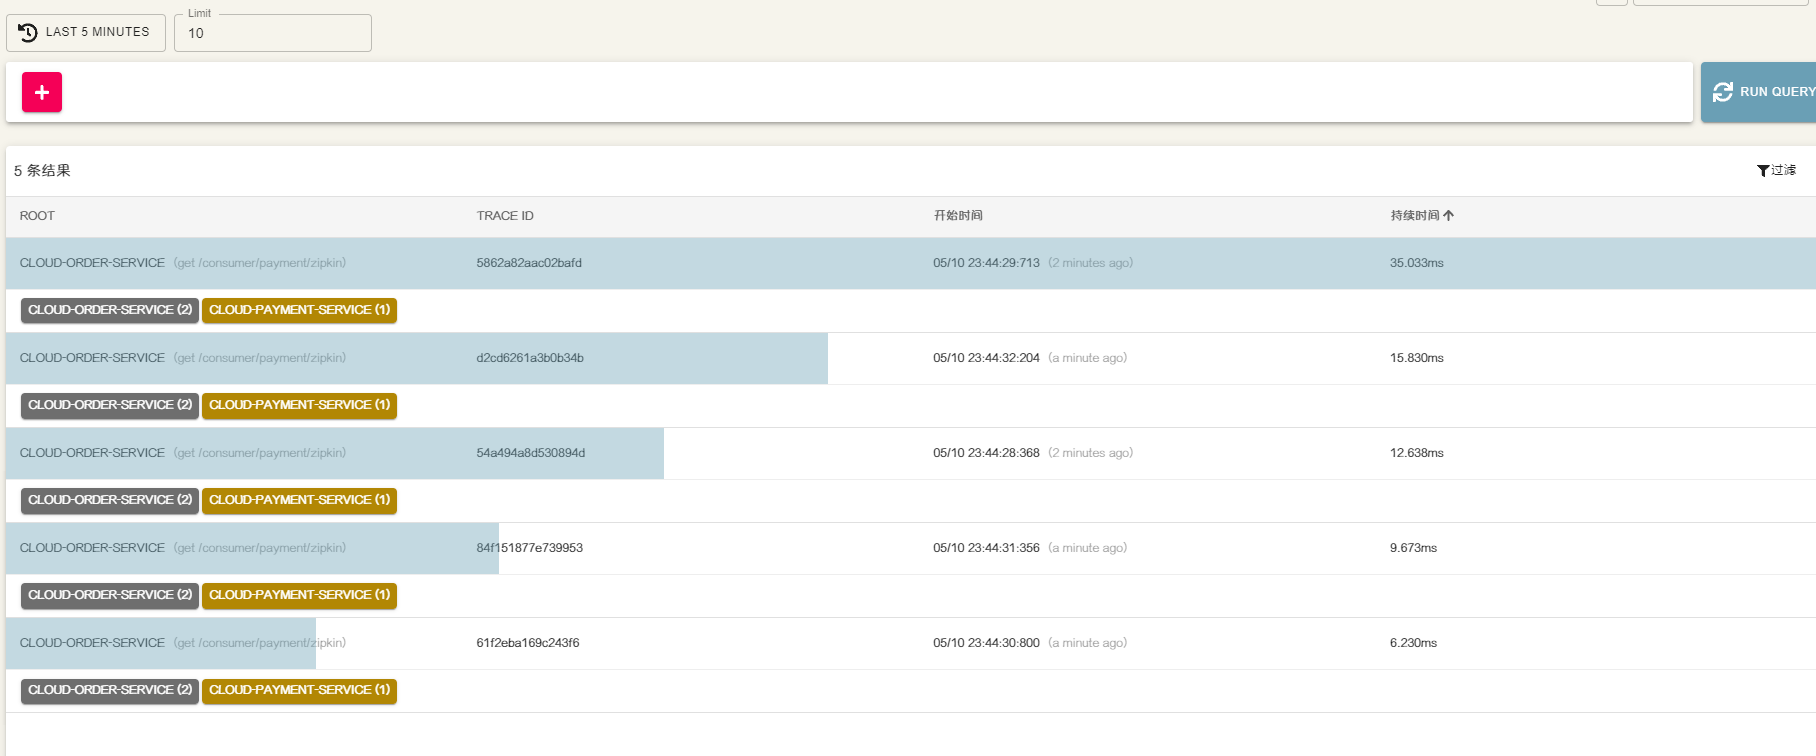 Limit
LAST 5 MINUTES 10
RUN QUERY
5 条结果 过滤
ROOT TRACE ID 开始时间 持续时间
CLOUD-ORDER-SERVICE (get /consumer/payment/zipkin) 5862a82aac02bafd 05/10 23:44:29:713 (2 minutes ago) 35.033ms
CLOUD-ORDER-SERVICE (2) CLOUD-PAYMENT-SERVICE (1)
CLOUD-ORDER-SERVICE (get /consumer/payment/zipkin) d2cd6261a3b0b34b 05/10 23:44:32:204 (a minute ago) 15.830ms
CLOUD-ORDER-SERVICE (2) CLOUD-PAYMENT-SERVICE (1)
CLOUD-ORDER-SERVICE (get /consumer/payment/zipkin) 54a494a8d530894d 05/10 23:44:28:368 (2 minutes ago) 12.638ms
CLOUD-ORDER-SERVICE (2) CLOUD-PAYMENT-SERVICE (1)
CLOUD-ORDER-SERVICE (get /consumer/payment/zipkin) 84f151877e739953 05/10 23:44:31:356 (a minute ago) 9.673ms
CLOUD-ORDER-SERVICE (2) CLOUD-PAYMENT-SERVICE (1)
CLOUD-ORDER-SERVICE (get /consumer/payment/zipkin) 61f2eba169c243f6 05/10 23:44:30:800 (a minute ago) 6.230ms
CLOUD-ORDER-SERVICE (2) CLOUD-PAYMENT-SERVICE (1)